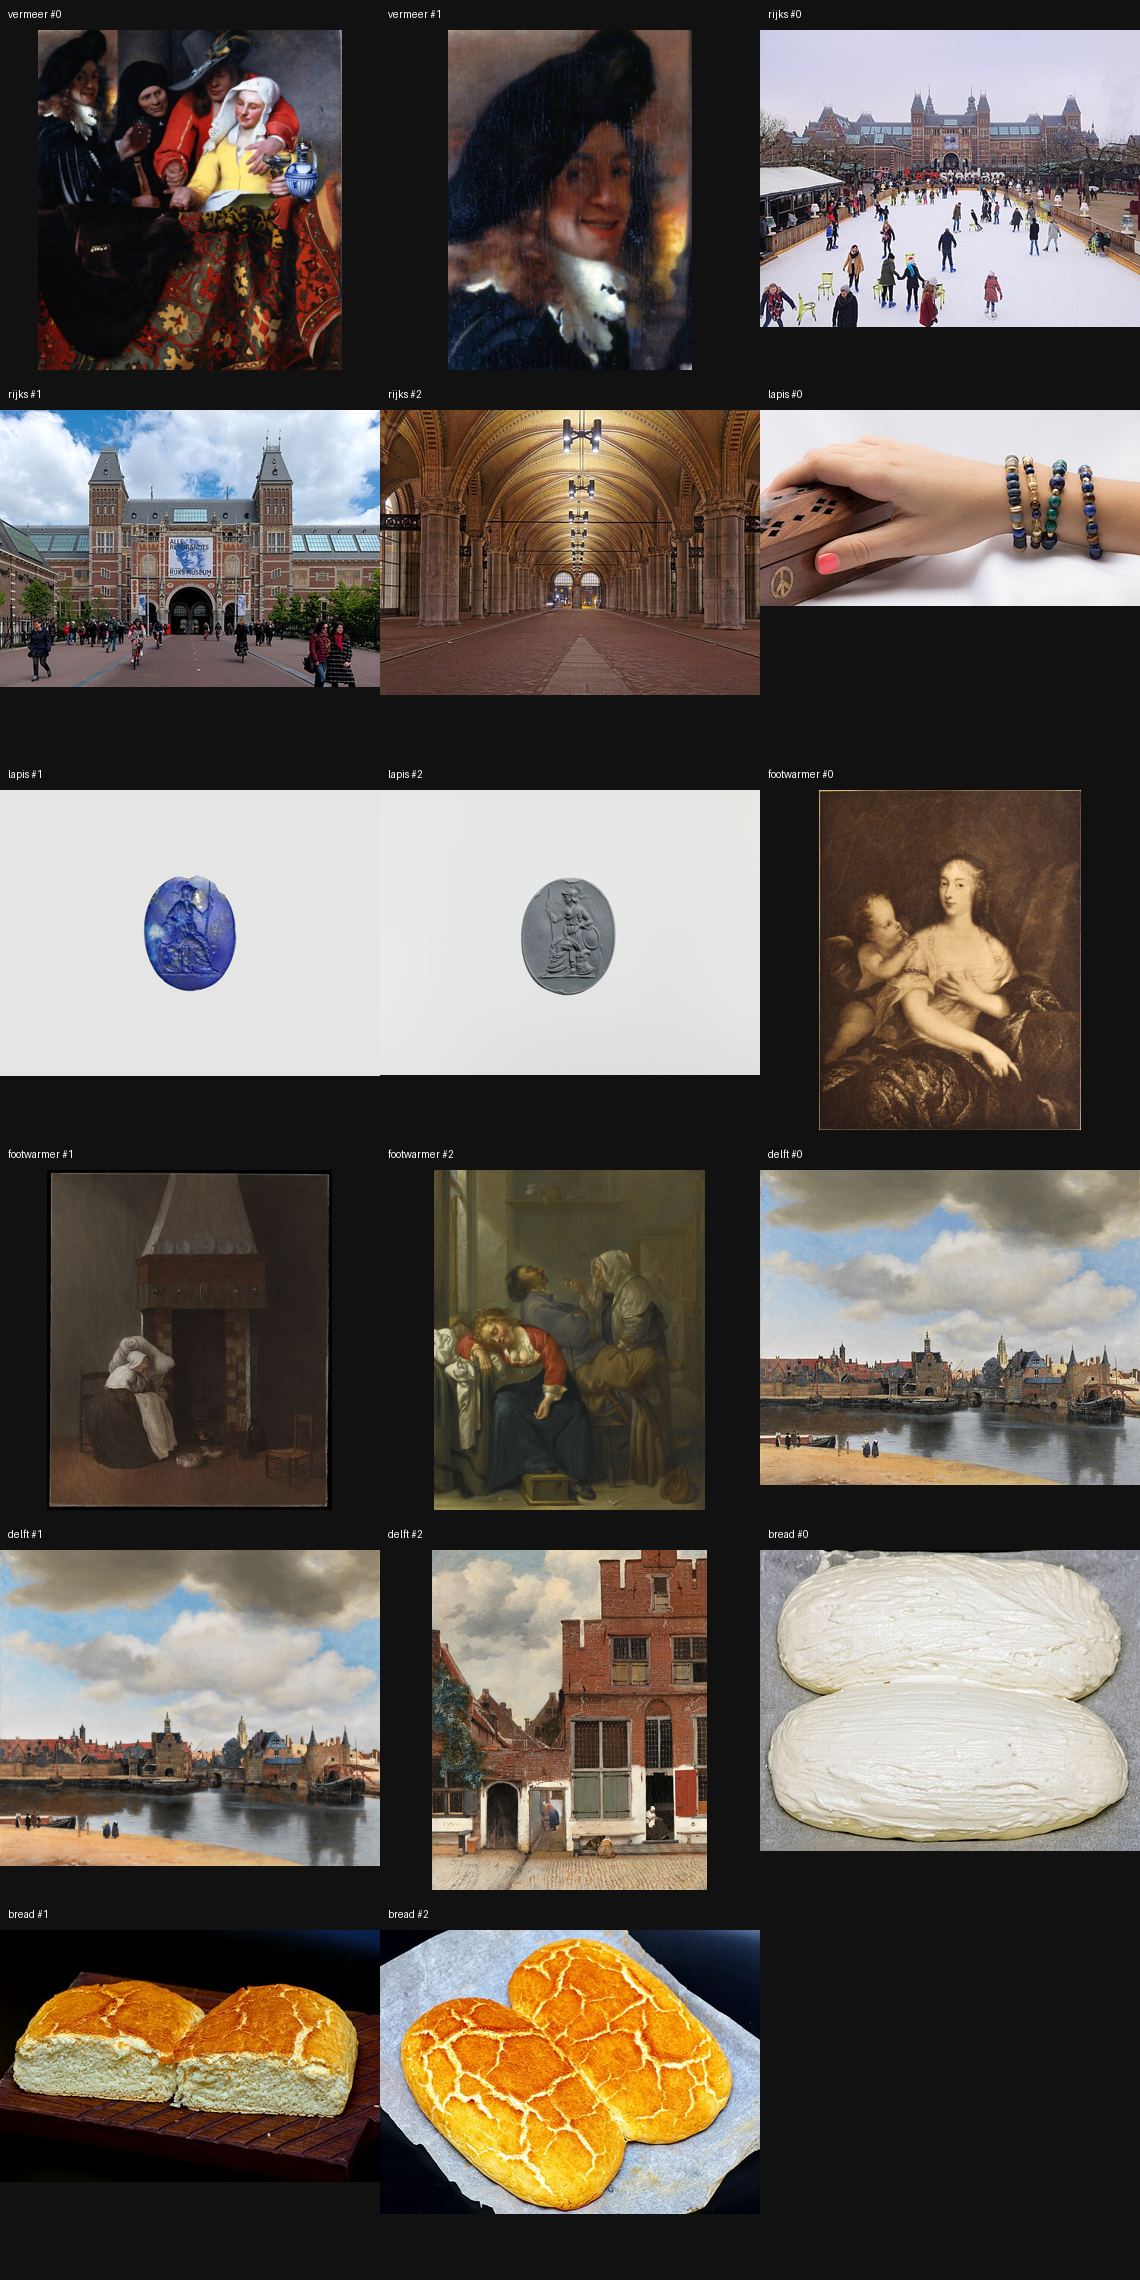 vermeer #0
vermeer #1
rijks #0
sterdam
rijks #1
rijks #2
lapis #0
ALLE
REMBRANDTS
RIJKSMUSEUM
lapis #1
lapis #2
footwarmer #0
footwarmer #1
footwarmer #2
delft #0
delft #1
delft #2
bread #0
bread #1
bread #2